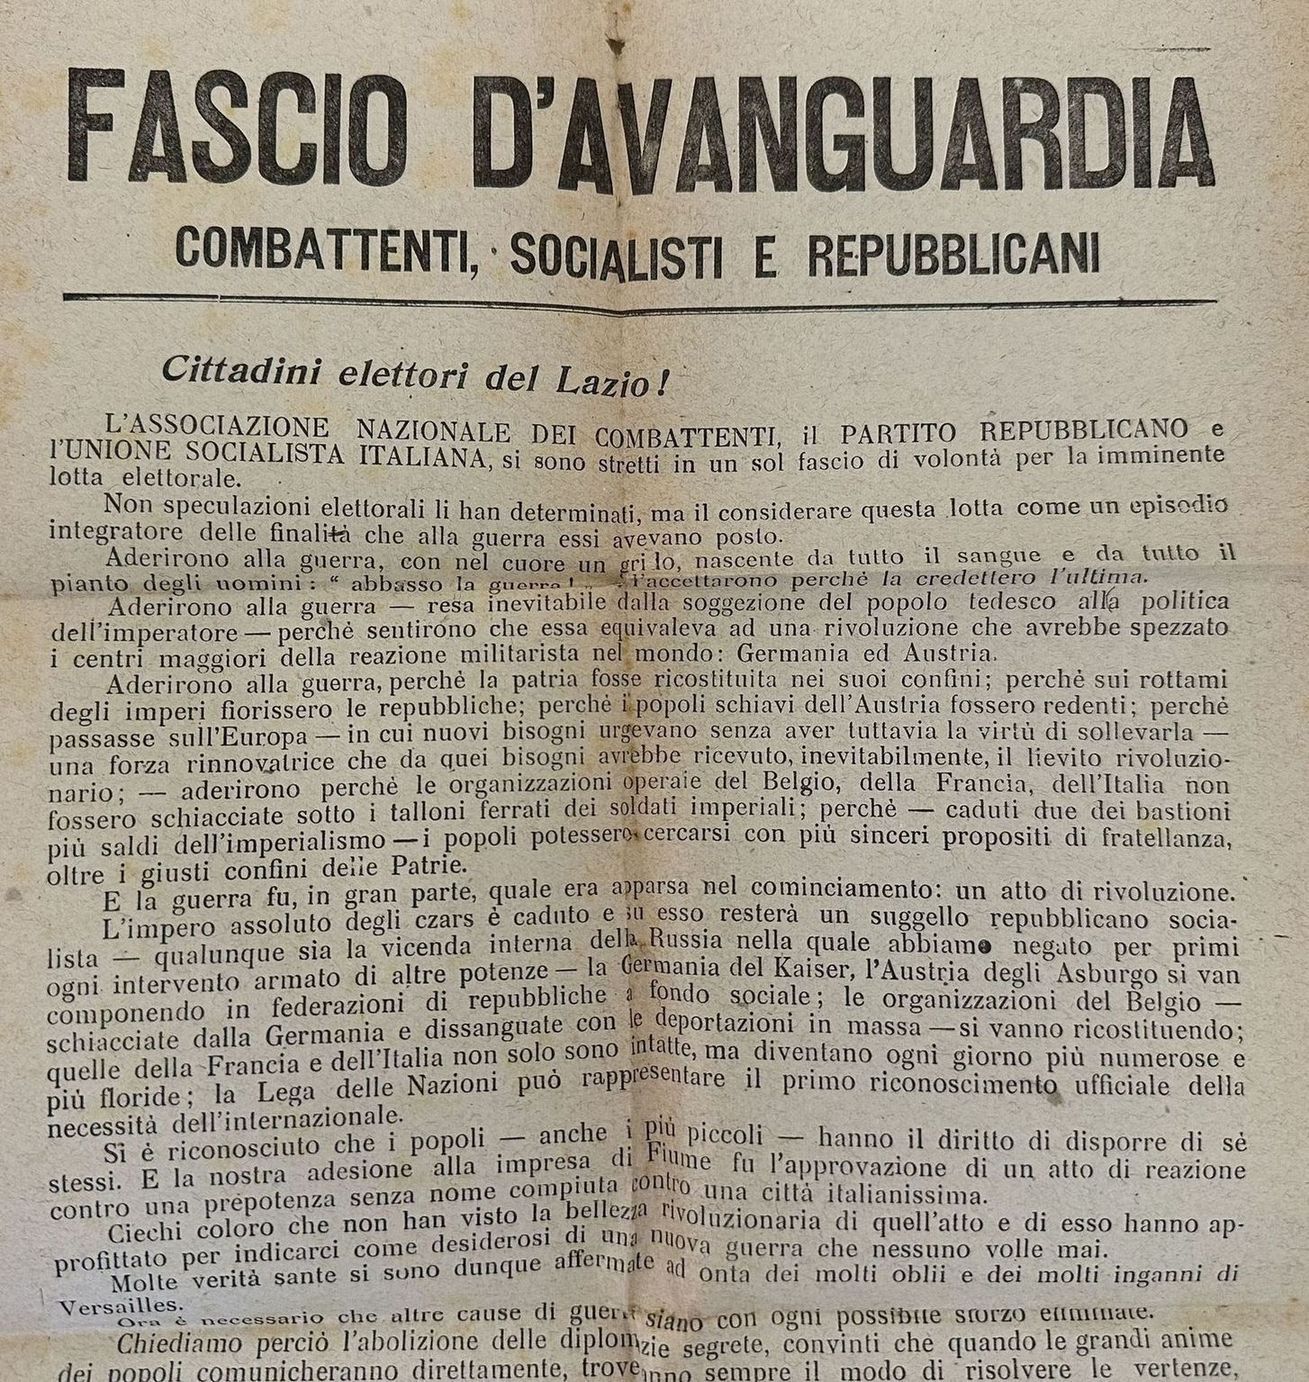 FASCIO D'AVANGUARDIA
COMBATTENTI, SOCIALISTI E REPUBBLICANI
Cittadini elettori del Lazio!
L'ASSOCIAZIONE NAZIONALE DEI COMBATTENTI, il PARTITO REPUBBLICANO e
l'UNIONE SOCIALISTA ITALIANA, si sono stretti in un sol fascio di volontà per la imminente
lotta elettorale.
Non speculazioni elettorali li han determinati, ma il considerare questa lotta come un episodio
integratore delle finalità che alla guerra essi avevano posto.
Aderirono alla guerra, con nel cuore un gri lo, nascente da tutto il sangue e da tutto il
pianto degli uomini: “ abbasso la guerra! „ l'accettarono perchè la credettero l'ultima.
Aderirono alla guerra — resa inevitabile dalla soggezione del popolo tedesco alla politica
dell'imperatore — perchè sentirono che essa equivaleva ad una rivoluzione che avrebbe spezzato
i centri maggiori della reazione militarista nel mondo: Germania ed Austria.
Aderirono alla guerra, perchè la patria fosse ricostituita nei suoi confini; perchè sui rottami
degli imperi fiorissero le repubbliche; perchè i popoli schiavi dell'Austria fossero redenti; perchè
passasse sull'Europa — in cui nuovi bisogni urgevano senza aver tuttavia la virtù di sollevarla —
una forza rinnovatrice che da quei bisogni avrebbe ricevuto, inevitabilmente, il lievito rivoluzio-
nario; — aderirono perchè le organizzazioni operaie del Belgio, della Francia, dell'Italia non
fossero schiacciate sotto i talloni ferrati dei soldati imperiali; perchè — caduti due dei bastioni
più saldi dell'imperialismo — i popoli potessero cercarsi con più sinceri propositi di fratellanza,
oltre i giusti confini delle Patrie.
E la guerra fu, in gran parte, quale era apparsa nel cominciamento: un atto di rivoluzione.
L'impero assoluto degli czars è caduto e su esso resterà un suggello repubblicano socia-
lista — qualunque sia la vicenda interna della Russia nella quale abbiamo negato per primi
ogni intervento armato di altre potenze — la Germania del Kaiser, l'Austria degli Asburgo si van
componendo in federazioni di repubbliche a fondo sociale; le organizzazioni del Belgio —
schiacciate dalla Germania e dissanguate con le deportazioni in massa — si vanno ricostituendo;
quelle della Francia e dell'Italia non solo sono intatte, ma diventano ogni giorno più numerose e
più floride; la Lega delle Nazioni può rappresentare il primo riconoscimento ufficiale della
necessità dell'internazionale.
Si è riconosciuto che i popoli — anche i più piccoli — hanno il diritto di disporre di sè
stessi. E la nostra adesione alla impresa di Fiume fu l'approvazione di un atto di reazione
contro una prepotenza senza nome compiuta contro una città italianissima.
Ciechi coloro che non han visto la bellezza rivoluzionaria di quell'atto e di esso hanno ap-
profittato per indicarci come desiderosi di una nuova guerra che nessuno volle mai.
Molte verità sante si sono dunque affermate ad onta dei molti oblii e dei molti inganni di
Versailles.
Ora è necessario che altre cause di guerra siano con ogni possibile sforzo eliminate.
Chiediamo perciò l'abolizione delle diplomazie segrete, convinti che quando le grandi anime
dei popoli comunicheranno direttamente, troveranno sempre il modo di risolvere le vertenze,